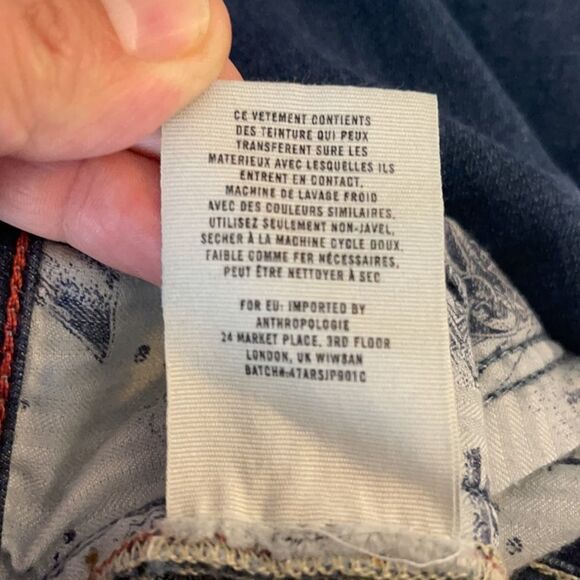 CE VETEMENT CONTIENTS
DES TEINTURE QUI PEUX
TRANSFERENT SURE LES
MATERIEUX AVEC LESQUELLES ILS
ENTRENT EN CONTACT.
MACHINE DE LAVAGE FROID
AVEC DES COULEURS SIMILAIRES.
UTILISEZ SEULEMENT NON-JAVEL.
SECHER À LA MACHINE CYCLE DOUX.
FAIBLE COMME FER NÉCESSAIRES.
PEUT ÊTRE NETTOYER À SEC
FOR EU: IMPORTED BY
ANTHROPOLOGIE
24 MARKET PLACE, 3RD FLOOR
LONDON, UK W1W8AN
BATCH#:47ARSJP901C